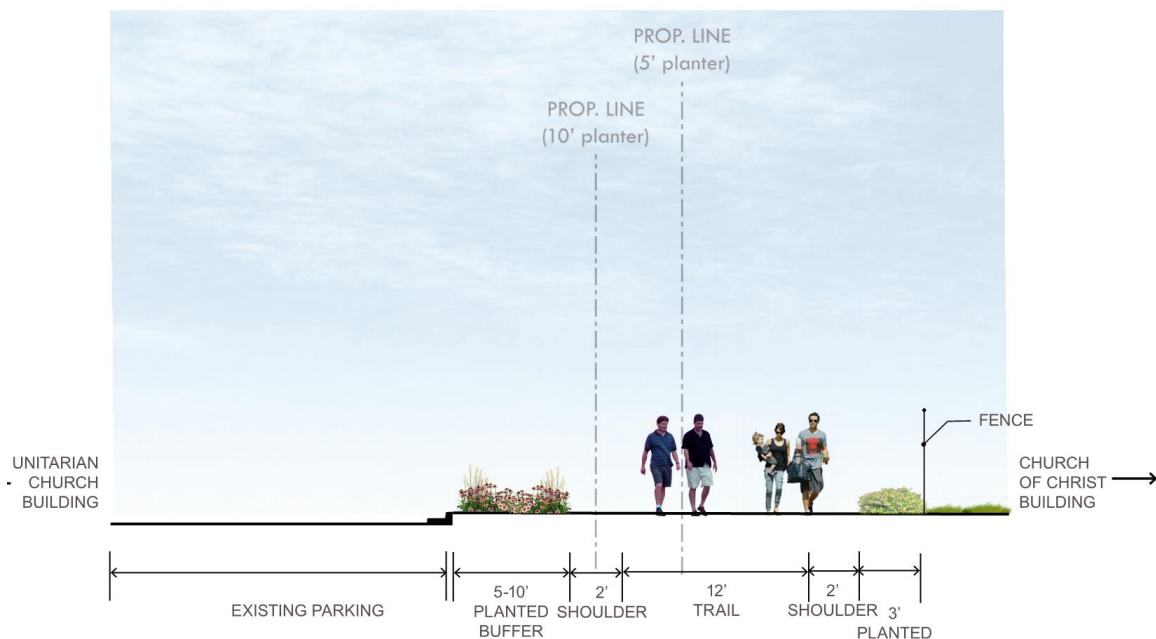 PROP. LINE
(5' planter)
PROP. LINE
(10' planter)
FENCE
UNITARIAN
CHURCH
BUILDING
CHURCH
OF CHRIST
BUILDING
EXISTING PARKING
5-10'
PLANTED
BUFFER
2'
SHOULDER
12'
TRAIL
2'
SHOULDER
3'
PLANTED